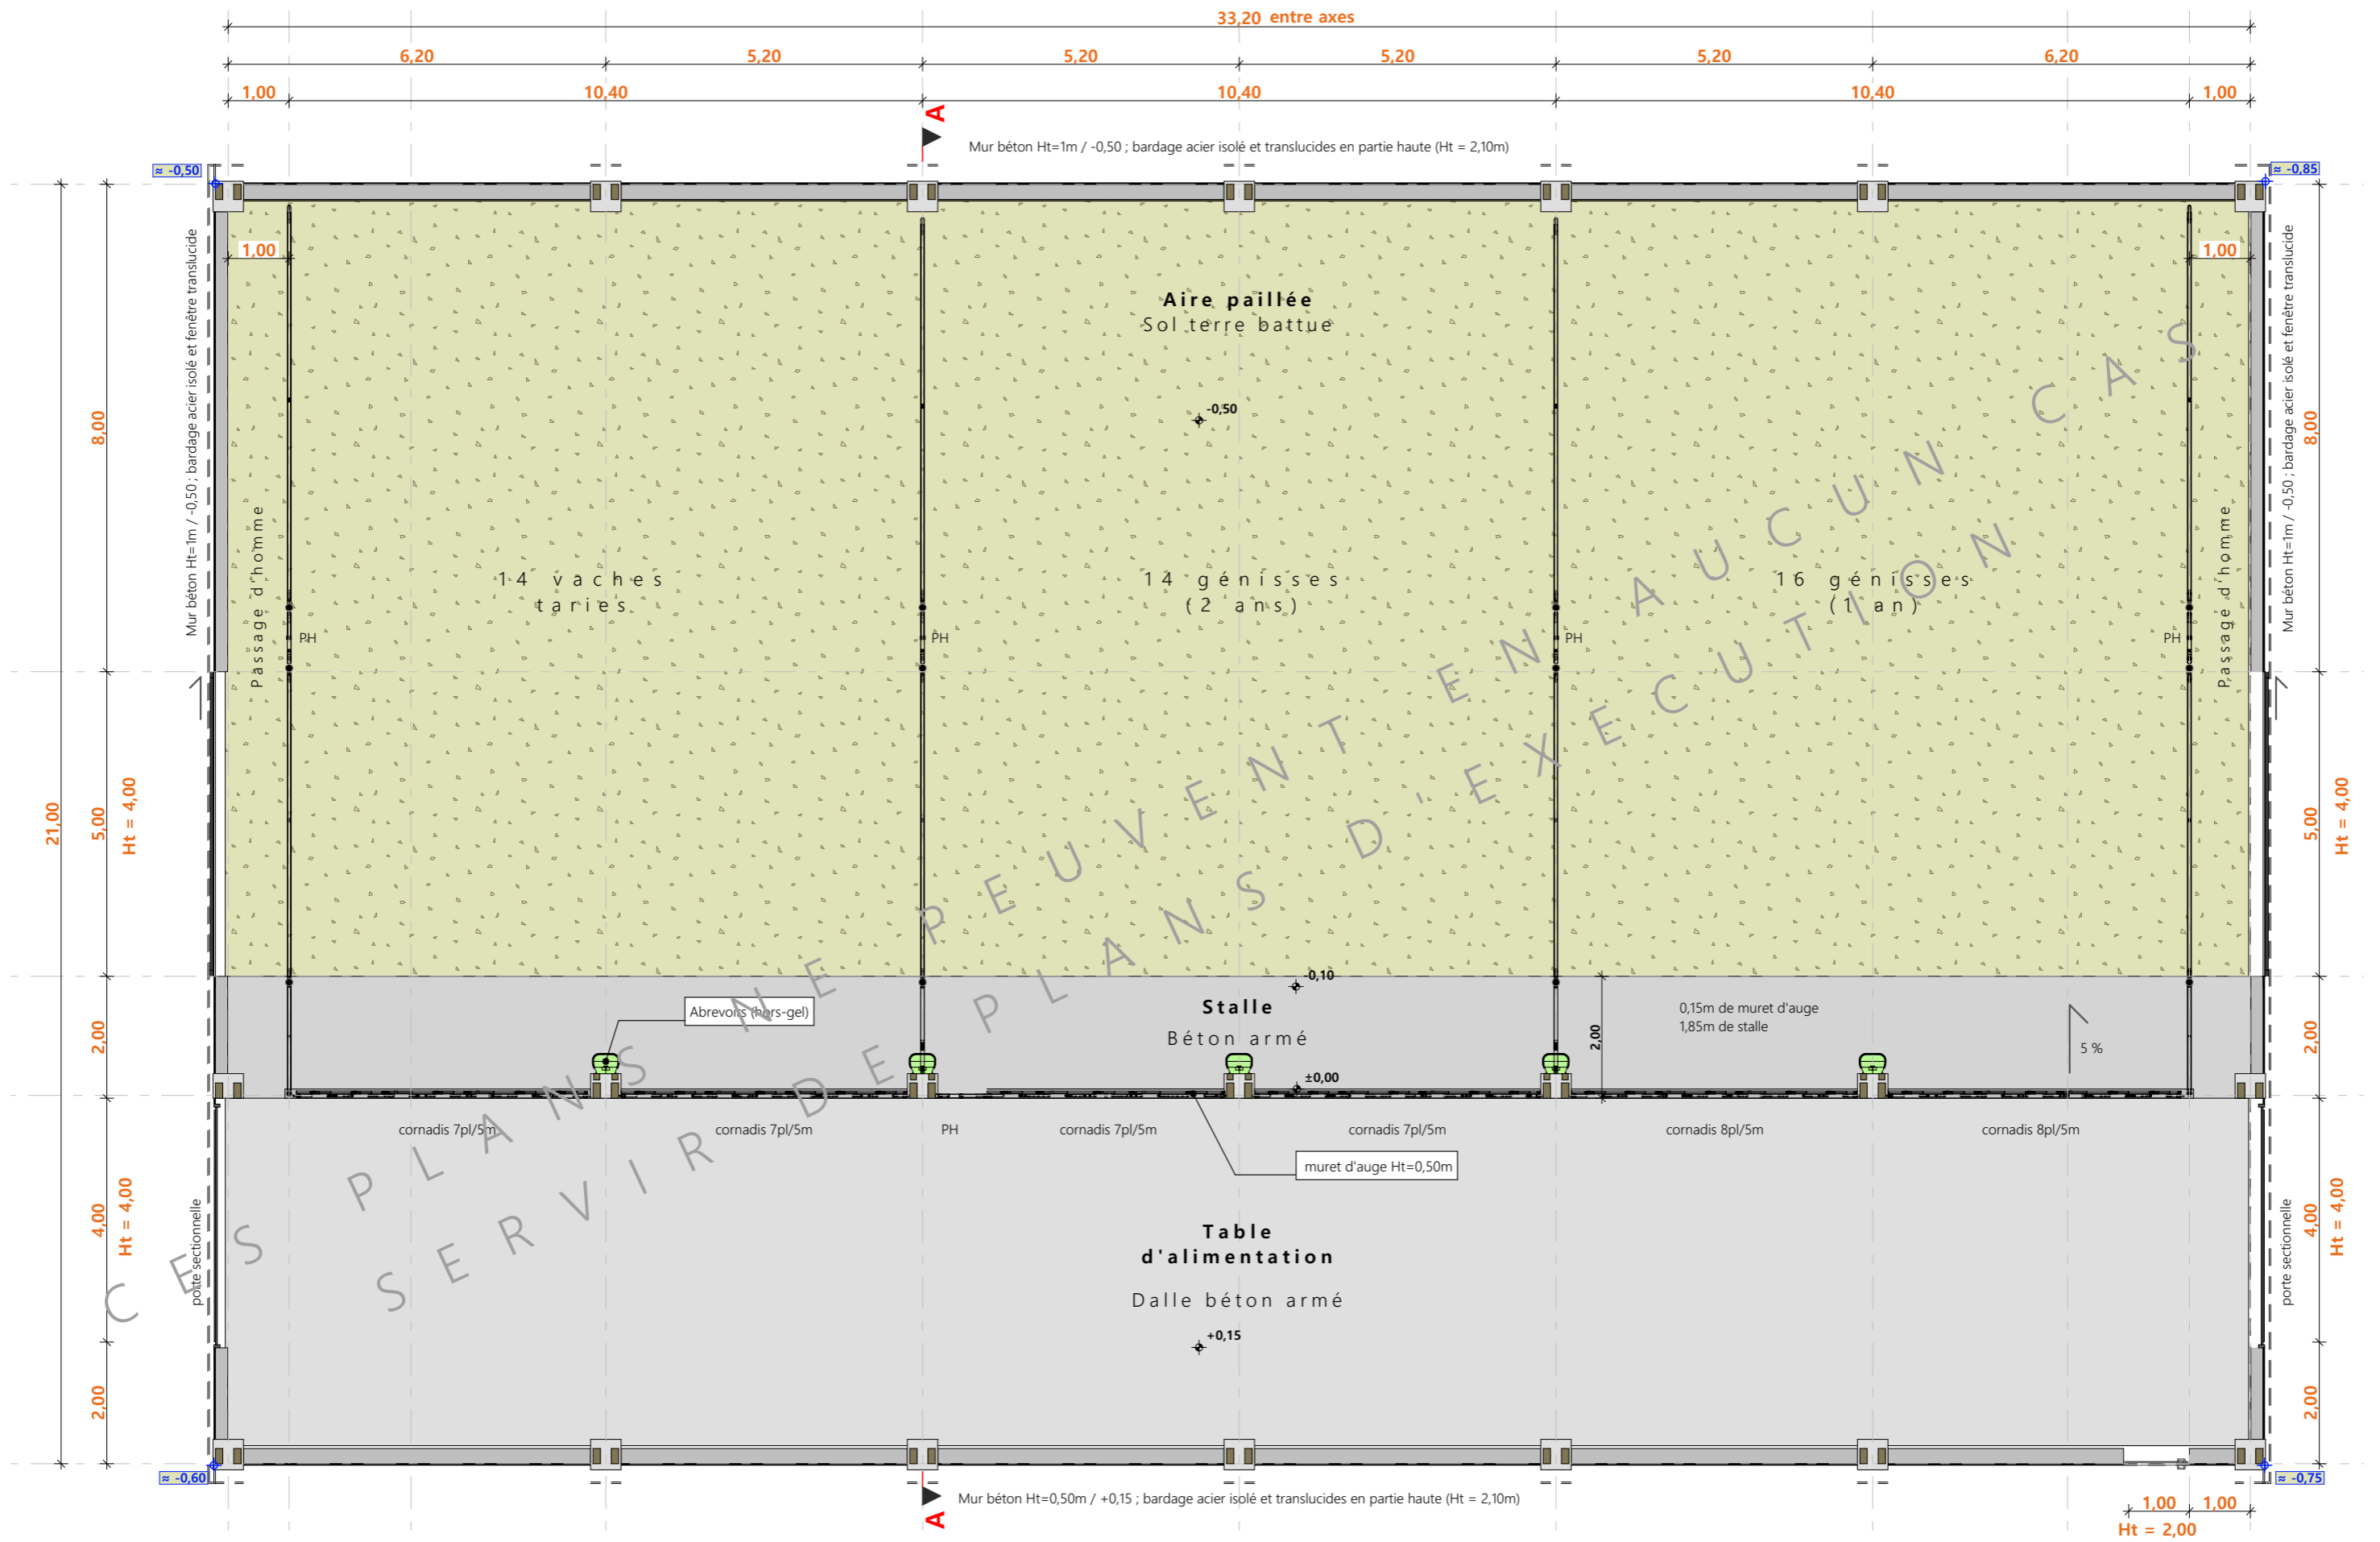 33,20 entre axes
6,20 5,20 5,20 5,20 5,20 6,20
1,00 10,40 10,40 10,40 1,00
A
Mur béton Ht=1m / -0,50 ; bardage acier isolé et translucides en partie haute (Ht = 2,10m)
≈ -0,50
≈ -0,85
1,00
1,00
Mur béton Ht=1m / -0,50 ; bardage acier isolé et fenêtre translucide
Mur béton Ht=1m / -0,50 ; bardage acier isolé et fenêtre translucide
Aire paillée
Sol terre battue
-0,50
8,00
8,00
Passage d'homme
Passage d'homme
14 vaches
taries
14 génisses
(2 ans)
16 génisses
(1 an)
PH
PH
PH
PH
21,00
5,00
Ht = 4,00
5,00
Ht = 4,00
-0,10
Stalle
Béton armé
Abrevoirs (hors-gel)
0,15m de muret d'auge
1,85m de stalle
2,00
5 %
2,00
2,00
±0,00
cornadis 7pl/5m
cornadis 7pl/5m
PH
cornadis 7pl/5m
cornadis 7pl/5m
cornadis 8pl/5m
cornadis 8pl/5m
muret d'auge Ht=0,50m
4,00
Ht = 4,00
4,00
Ht = 4,00
porte sectionnelle
porte sectionnelle
Table
d'alimentation
Dalle béton armé
+0,15
2,00
2,00
CES PLANS NE PEUVENT EN AUCUN CAS
SERVIR DE PLANS D'EXECUTION
≈ -0,60
≈ -0,75
A
Mur béton Ht=0,50m / +0,15 ; bardage acier isolé et translucides en partie haute (Ht = 2,10m)
1,00 1,00
Ht = 2,00